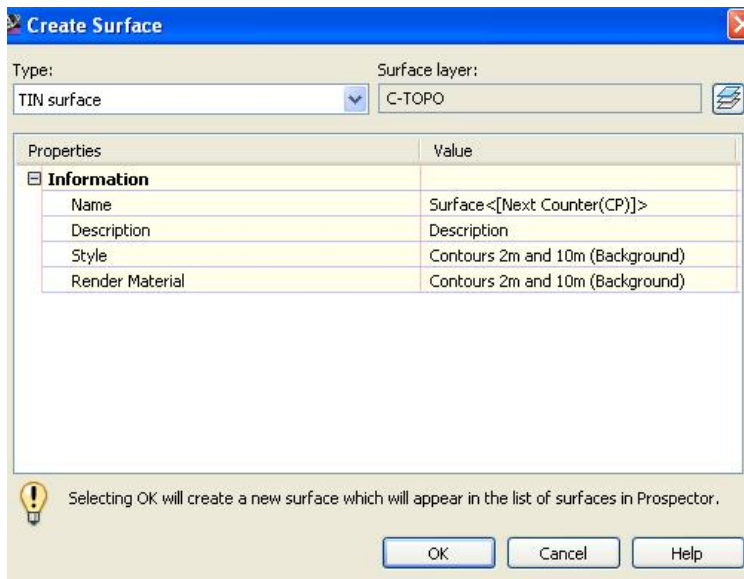 Create Surface
Type: Surface layer:
TIN surface C-TOPO
Properties Value
Information
Name Surface<[Next Counter(CP)]>
Description Description
Style Contours 2m and 10m (Background)
Render Material Contours 2m and 10m (Background)
Selecting OK will create a new surface which will appear in the list of surfaces in Prospector.
OK Cancel Help